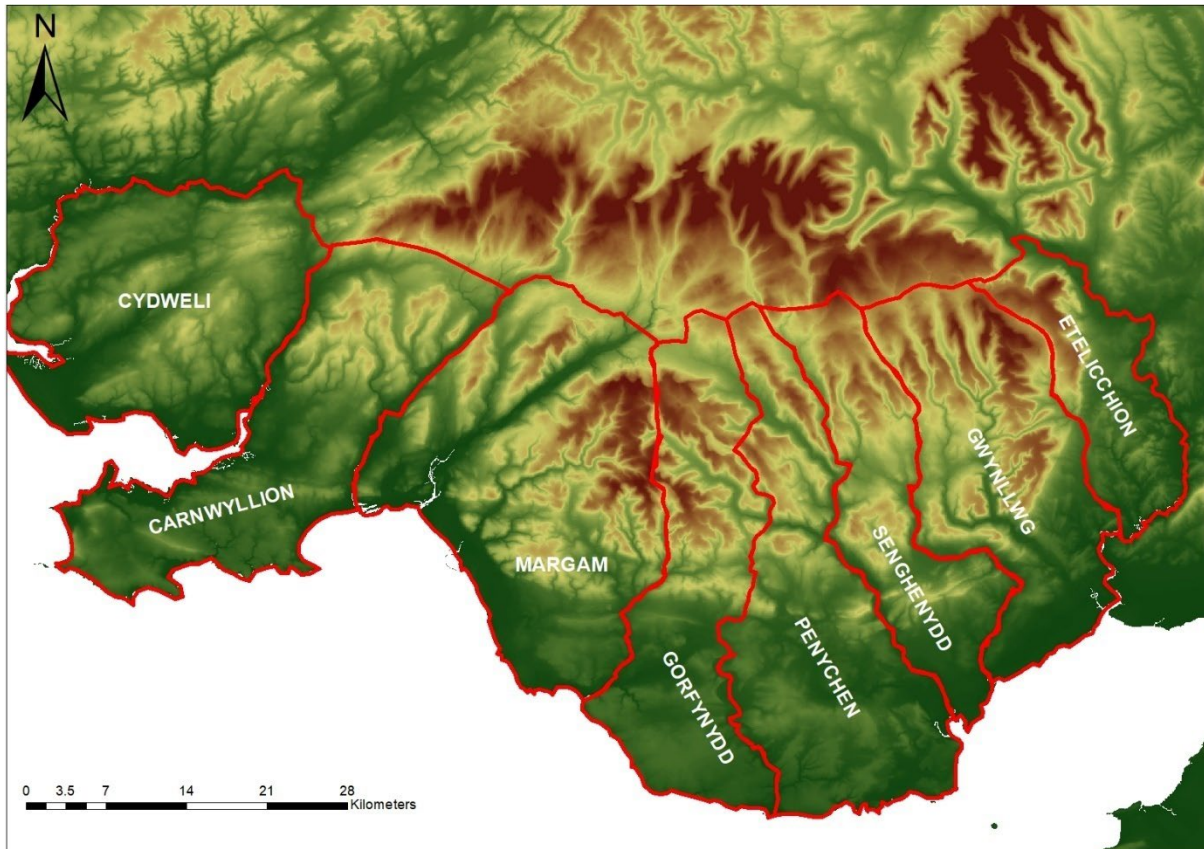 N
CYDWELI
CARNWYLLION
MARGAM
GORFYNYDD
PENYCHEN
SENGHENYDD
GWYNLLWG
ETELICCHION
0 3.5 7 14 21 28
Kilometers